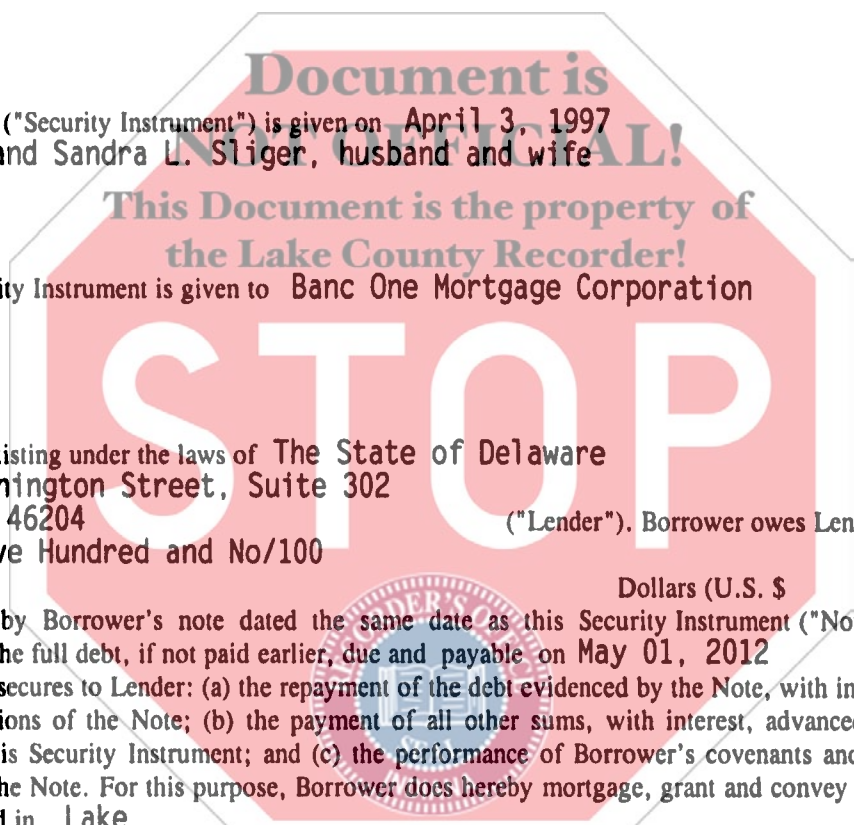 Document is
("Security Instrument") is given on April 3, 1997
NOT OFFICIAL!
and Sandra L. Sliger, husband and wife
This Document is the property of
the Lake County Recorder!
ity Instrument is given to Banc One Mortgage Corporation
STOP
isting under the laws of The State of Delaware
nington Street, Suite 302
46204 ("Lender"). Borrower owes Len
ve Hundred and No/100
Dollars (U.S. $
by Borrower's note dated the same date as this Security Instrument ("No
he full debt, if not paid earlier, due and payable on May 01, 2012
secures to Lender: (a) the repayment of the debt evidenced by the Note, with in
ions of the Note; (b) the payment of all other sums, with interest, advance
is Security Instrument; and (c) the performance of Borrower's covenants and
he Note. For this purpose, Borrower does hereby mortgage, grant and convey
d in Lake